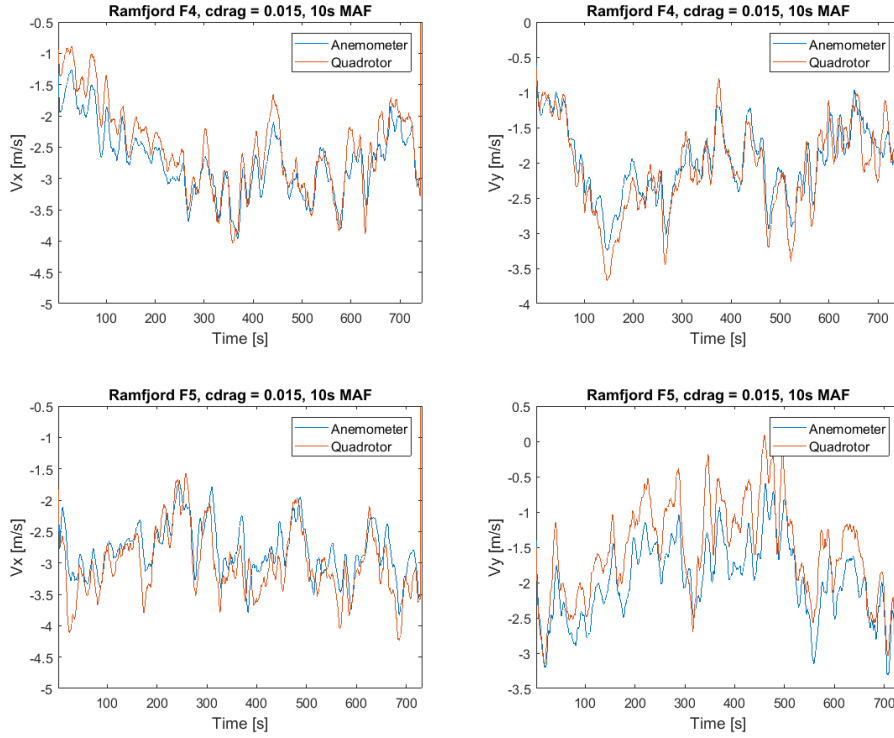 Ramfjord F4, cdrag = 0.015, 10s MAF
Anemometer
Quadrotor
Vx [m/s]
-0.5
-1
-1.5
-2
-2.5
-3
-3.5
-4
-4.5
-5
100 200 300 400 500 600 700
Time [s]
Ramfjord F4, cdrag = 0.015, 10s MAF
Anemometer
Quadrotor
Vy [m/s]
0
-0.5
-1
-1.5
-2
-2.5
-3
-3.5
-4
100 200 300 400 500 600 700
Time [s]
Ramfjord F5, cdrag = 0.015, 10s MAF
Anemometer
Quadrotor
Vx [m/s]
-0.5
-1
-1.5
-2
-2.5
-3
-3.5
-4
-4.5
-5
100 200 300 400 500 600 700
Time [s]
Ramfjord F5, cdrag = 0.015, 10s MAF
Anemometer
Quadrotor
Vy [m/s]
0.5
0
-0.5
-1
-1.5
-2
-2.5
-3
-3.5
100 200 300 400 500 600 700
Time [s]